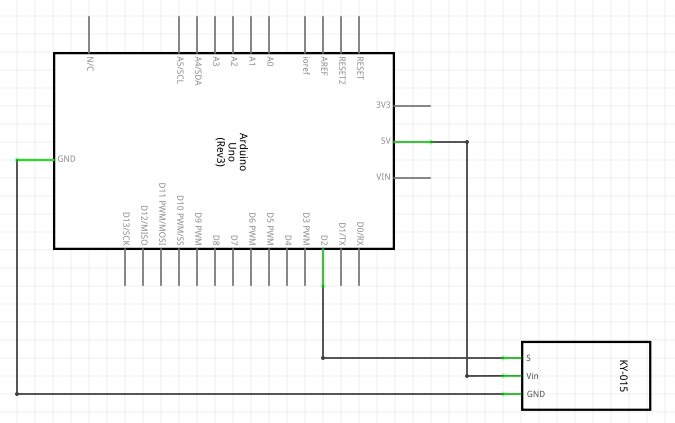 N/C
A5/SCL
A4/SDA
A3
A2
A1
A0
ioref
AREF
RESET2
RESET
3V3
5V
VIN
GND
Arduino
Uno
(Rev3)
D13/SCK
D12/MISO
D11 PWM/MOSI
D10 PWM/SS
D9 PWM
D8
D7
D6 PWM
D5 PWM
D4
D3 PWM
D2
D1/TX
D0/RX
S
Vin
GND
KY-015